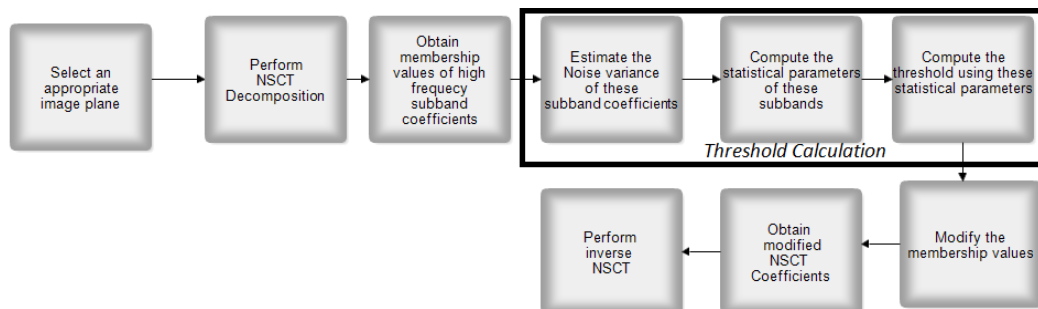 Select an
appropriate
image plane
Perform
NSCT
Decomposition
Obtain
membership
values of high
frequecy
subband
coefficients
Estimate the
Noise variance
of these
subband coefficients
Compute the
statistical parameters
of these
subbands
Compute the
threshold using these
statistical parameters
Threshold Calculation
Modify the
membership values
Obtain
modified
NSCT
Coefficients
Perform
inverse
NSCT